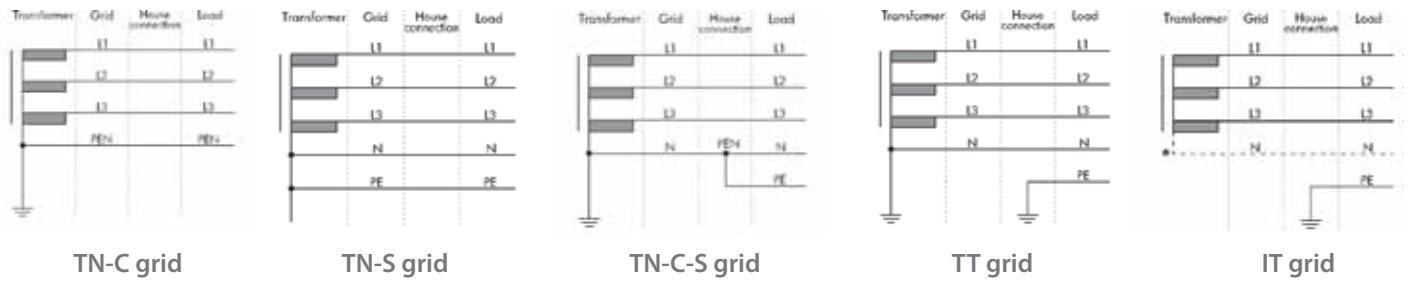 Transformer Grid House connection Load
L1 L1
L2 L2
L3 L3
PEN PEN
TN-C grid
Transformer Grid House connection Load
L1 L1
L2 L2
L3 L3
N N
PE PE
TN-S grid
Transformer Grid House connection Load
L1 L1
L2 L2
L3 L3
N PEN N
PE
TN-C-S grid
Transformer Grid House connection Load
L1 L1
L2 L2
L3 L3
N N
PE
TT grid
Transformer Grid House connection Load
L1 L1
L2 L2
L3 L3
N N
PE
IT grid